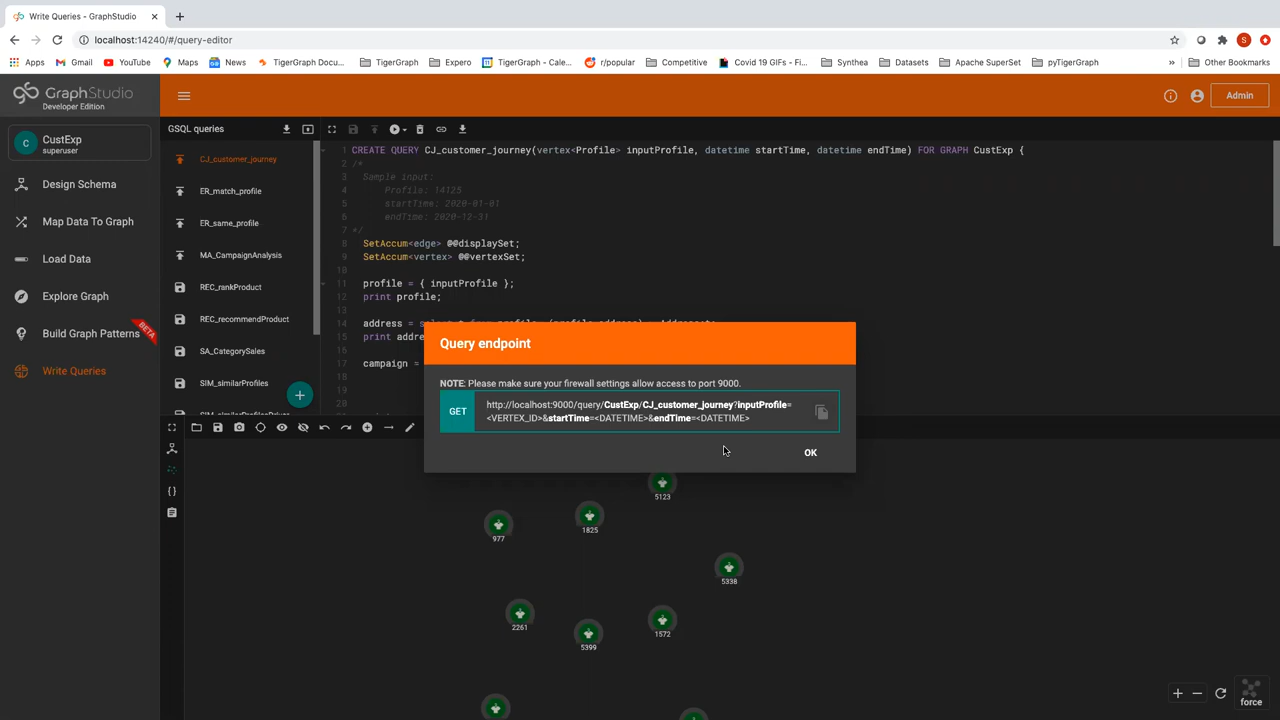 Write Queries - GraphStudio
localhost:14240/#/query-editor
Apps Gmail YouTube Maps News TigerGraph Docu... TigerGraph Expero TigerGraph - Cale... r/popular Competitive Covid 19 GIFs - Fi... Synthea Datasets Apache SuperSet pyTigerGraph » Other Bookmarks
GraphStudio
Developer Edition
Admin
C CustExp
superuser
Design Schema
Map Data To Graph
Load Data
Explore Graph
Build Graph Patterns BETA
Write Queries
GSQL queries
CJ_customer_journey
ER_match_profile
ER_same_profile
MA_CampaignAnalysis
REC_rankProduct
REC_recommendProduct
SA_CategorySales
SIM_similarProfiles
1 CREATE QUERY CJ_customer_journey(vertex<Profile> inputProfile, datetime startTime, datetime endTime) FOR GRAPH CustExp {
2 /*
3 Sample input:
4 Profile: 14125
5 startTime: 2020-01-01
6 endTime: 2020-12-31
7 */
8 SetAccum<edge> @@displaySet;
9 SetAccum<vertex> @@vertexSet;
10
11 profile = { inputProfile };
12 print profile;
13
14 address =
15 print
16
17 campaign =
18
19
20
Query endpoint
NOTE: Please make sure your firewall settings allow access to port 9000.
GET
http://localhost:9000/query/CustExp/CJ_customer_journey?inputProfile=
<VERTEX_ID>&startTime=<DATETIME>&endTime=<DATETIME>
OK
5123
977
1825
5338
2261
5399
1572
force